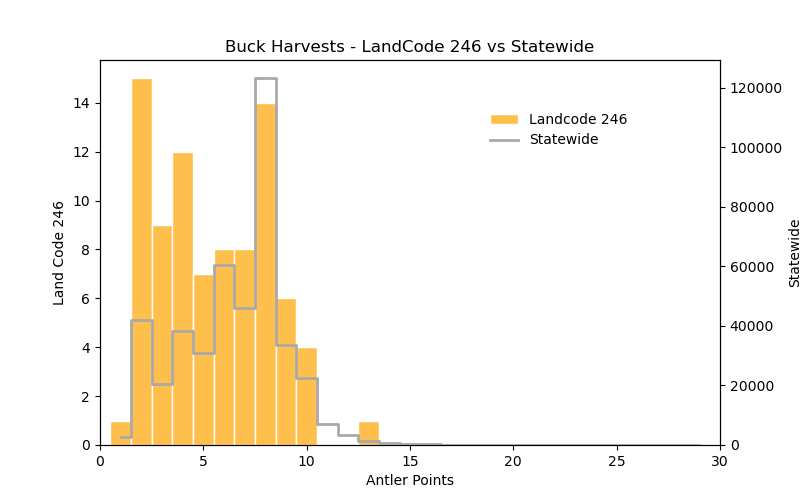 Buck Harvests - LandCode 246 vs Statewide
Land Code 246
14
12
10
8
6
4
2
0
Landcode 246
Statewide
120000
100000
80000
60000
40000
20000
0
Statewide
0 5 10 15 20 25 30
Antler Points